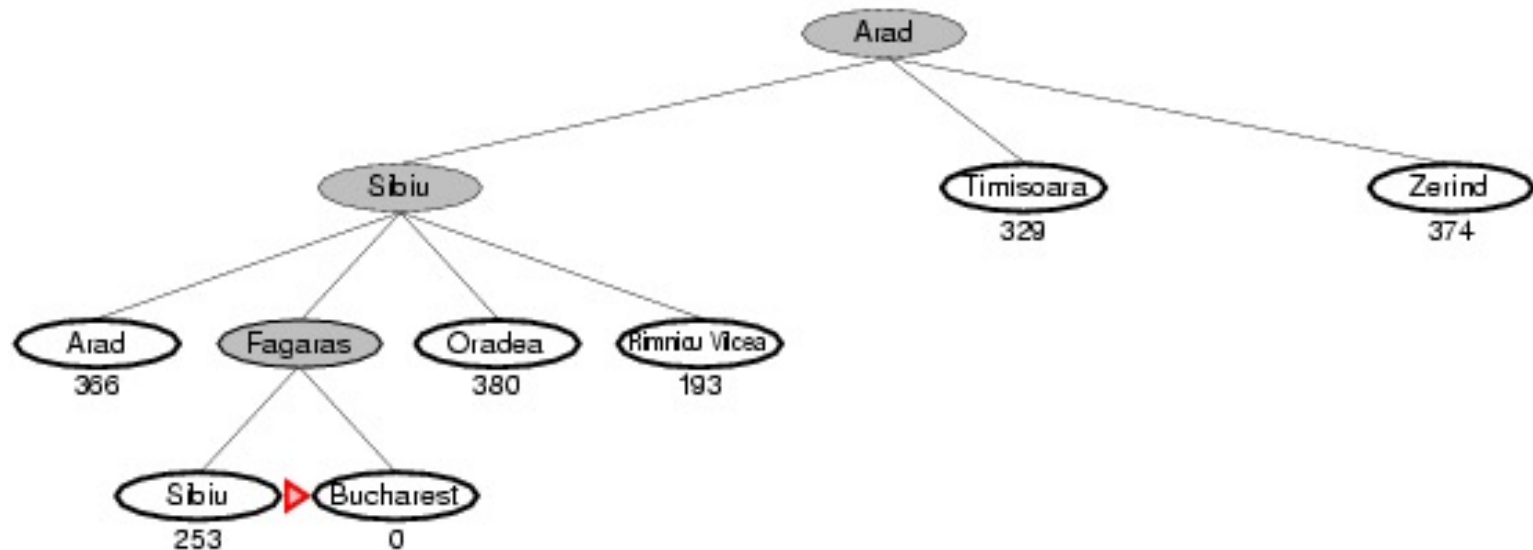 Arad
Sibiu Timisoara Zerind
329 374
Arad Fagaras Oradea Rimnicu Vilcea
366 380 193
Sibiu Bucharest
253 0